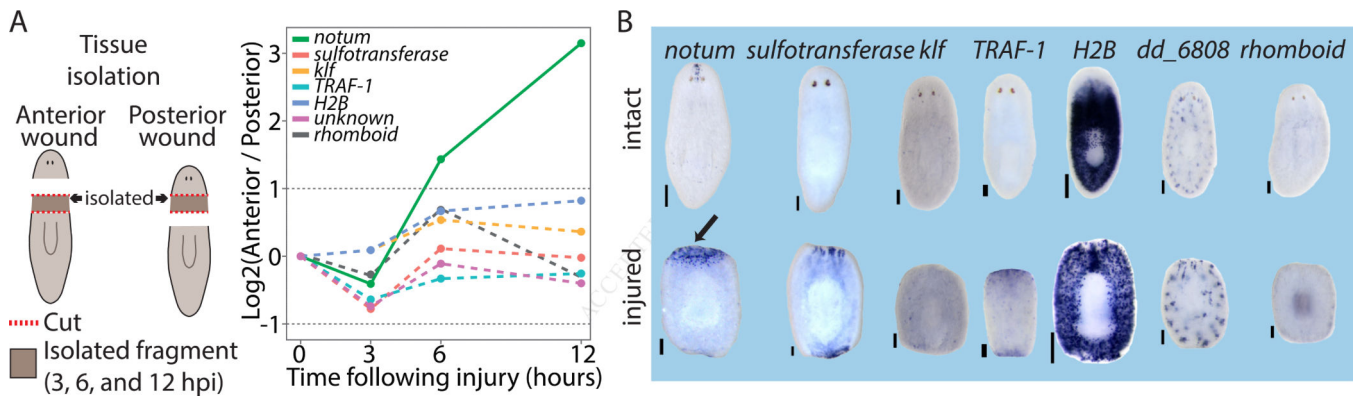 A
Tissue
isolation
Anterior
wound
Posterior
wound
isolated
Cut
Isolated fragment
(3, 6, and 12 hpi)
Log2(Anterior / Posterior)
3
2
1
0
-1
notum
sulfotransferase
klf
TRAF-1
H2B
unknown
rhomboid
0
3
6
12
Time following injury (hours)
B
notum sulfotransferase klf TRAF-1 H2B dd_6808 rhomboid
intact
injured